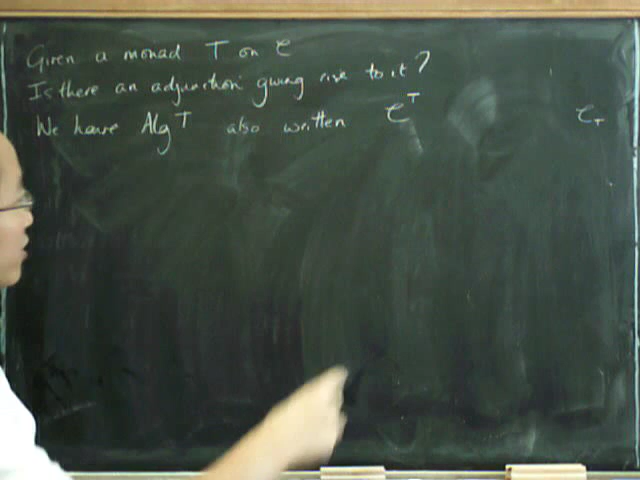 Given a monad T on 𝒞
Is there an adjunction giving rise to it?
We have Alg^T also written 𝒞^T 𝒞_T